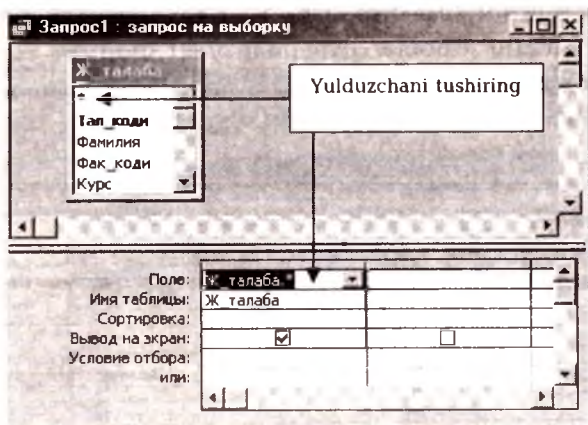 Запрос1 : запрос на выборку
Ж_талаба
*
Тал_коди
Фамилия
Фак_коди
Курс
Yulduzchani tushiring
Поле: Ж_талаба.*
Имя таблицы: Ж_талаба
Сортировка:
Вывод на экран:
Условие отбора:
или: